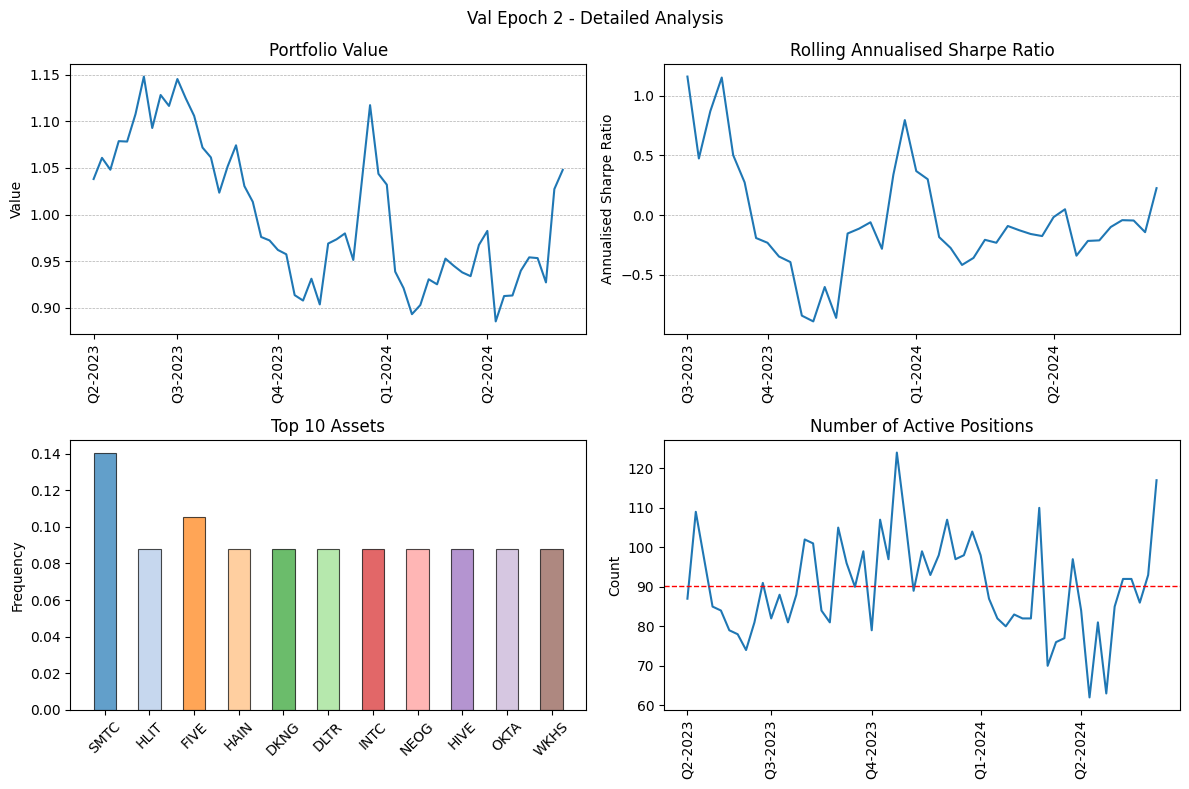 Val Epoch 2 - Detailed Analysis
Portfolio Value
Value
1.15
1.10
1.05
1.00
0.95
0.90
Q2-2023
Q3-2023
Q4-2023
Q1-2024
Q2-2024
Rolling Annualised Sharpe Ratio
Annualised Sharpe Ratio
1.0
0.5
0.0
−0.5
Q3-2023
Q4-2023
Q1-2024
Q2-2024
Top 10 Assets
Frequency
0.14
0.12
0.10
0.08
0.06
0.04
0.02
0.00
SMTC
HLIT
FIVE
HAIN
DKNG
DLTR
INTC
NEOG
HIVE
OKTA
WKHS
Number of Active Positions
Count
120
110
100
90
80
70
60
Q2-2023
Q3-2023
Q4-2023
Q1-2024
Q2-2024